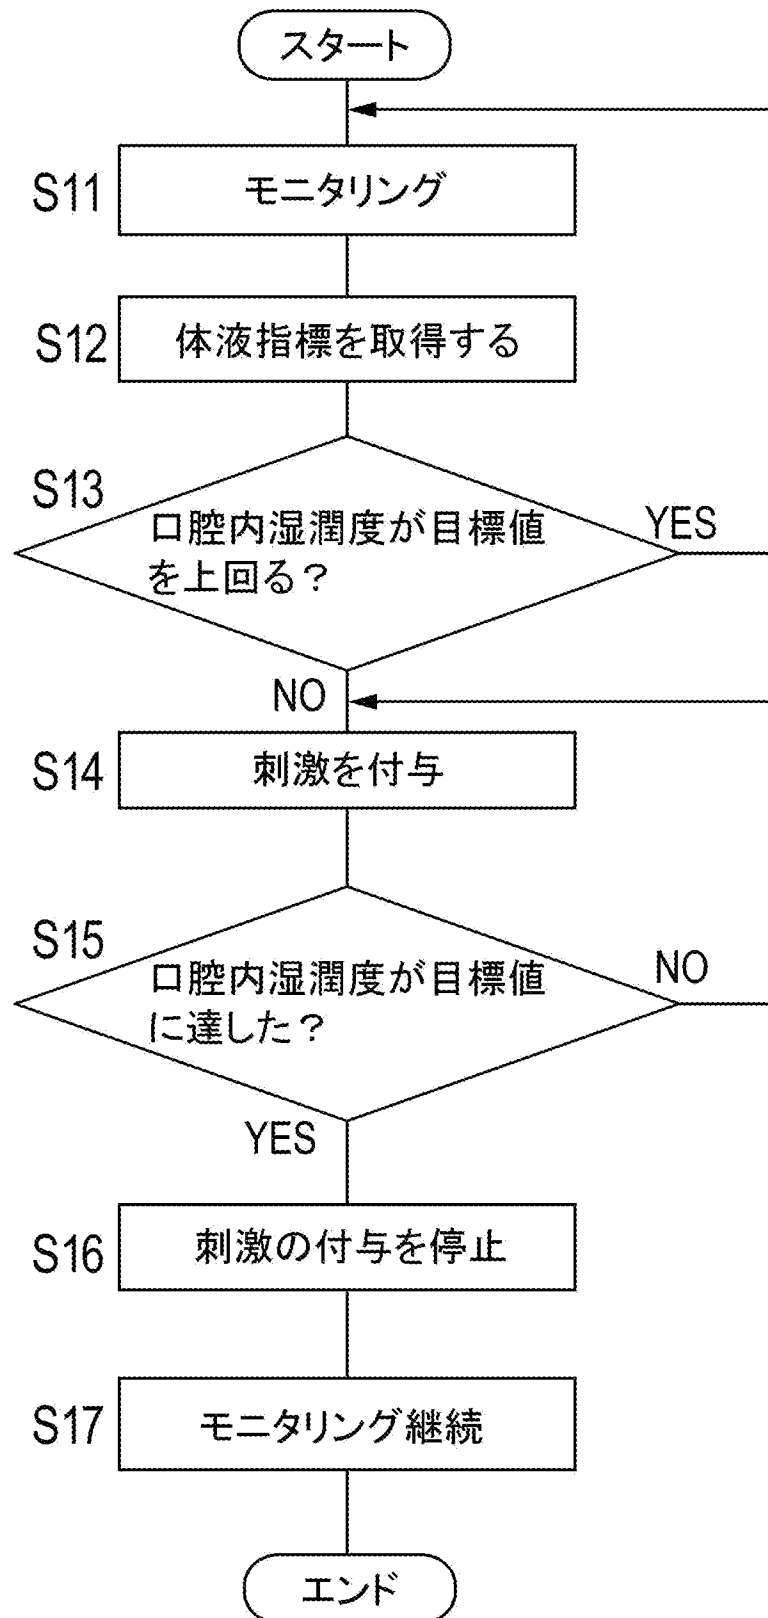 スタート
S11
モニタリング
S12
体液指標を取得する
S13
口腔内湿潤度が目標値
を上回る?
YES
NO
S14
刺激を付与
S15
口腔内湿潤度が目標値
に達した?
NO
YES
S16
刺激の付与を停止
S17
モニタリング継続
エンド